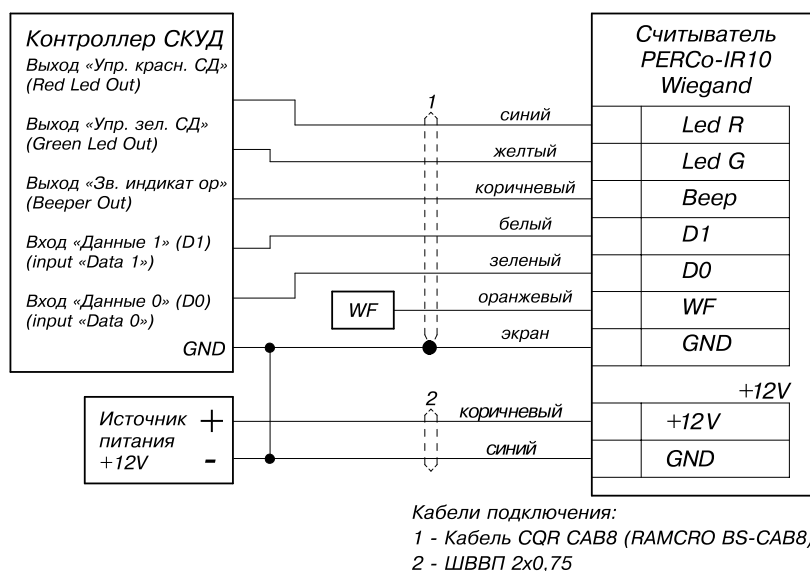 Контроллер СКУД
Выход «Упр. красн. СД»
(Red Led Out)
Выход «Упр. зел. СД»
(Green Led Out)
Выход «Зв. индикат ор»
(Beeper Out)
Вход «Данные 1» (D1)
(input «Data 1»)
Вход «Данные 0» (D0)
(input «Data 0»)
GND
1
синий
желтый
коричневый
белый
зеленый
WF
оранжевый
экран
Считыватель
PERCo-IR10
Wiegand
Led R
Led G
Beep
D1
D0
WF
GND
+12V
+12V
GND
Источник
питания
+12V
+
-
2
коричневый
синий
Кабели подключения:
1 - Кабель CQR CAB8 (RAMCRO BS-CAB8)
2 - ШВВП 2x0,75